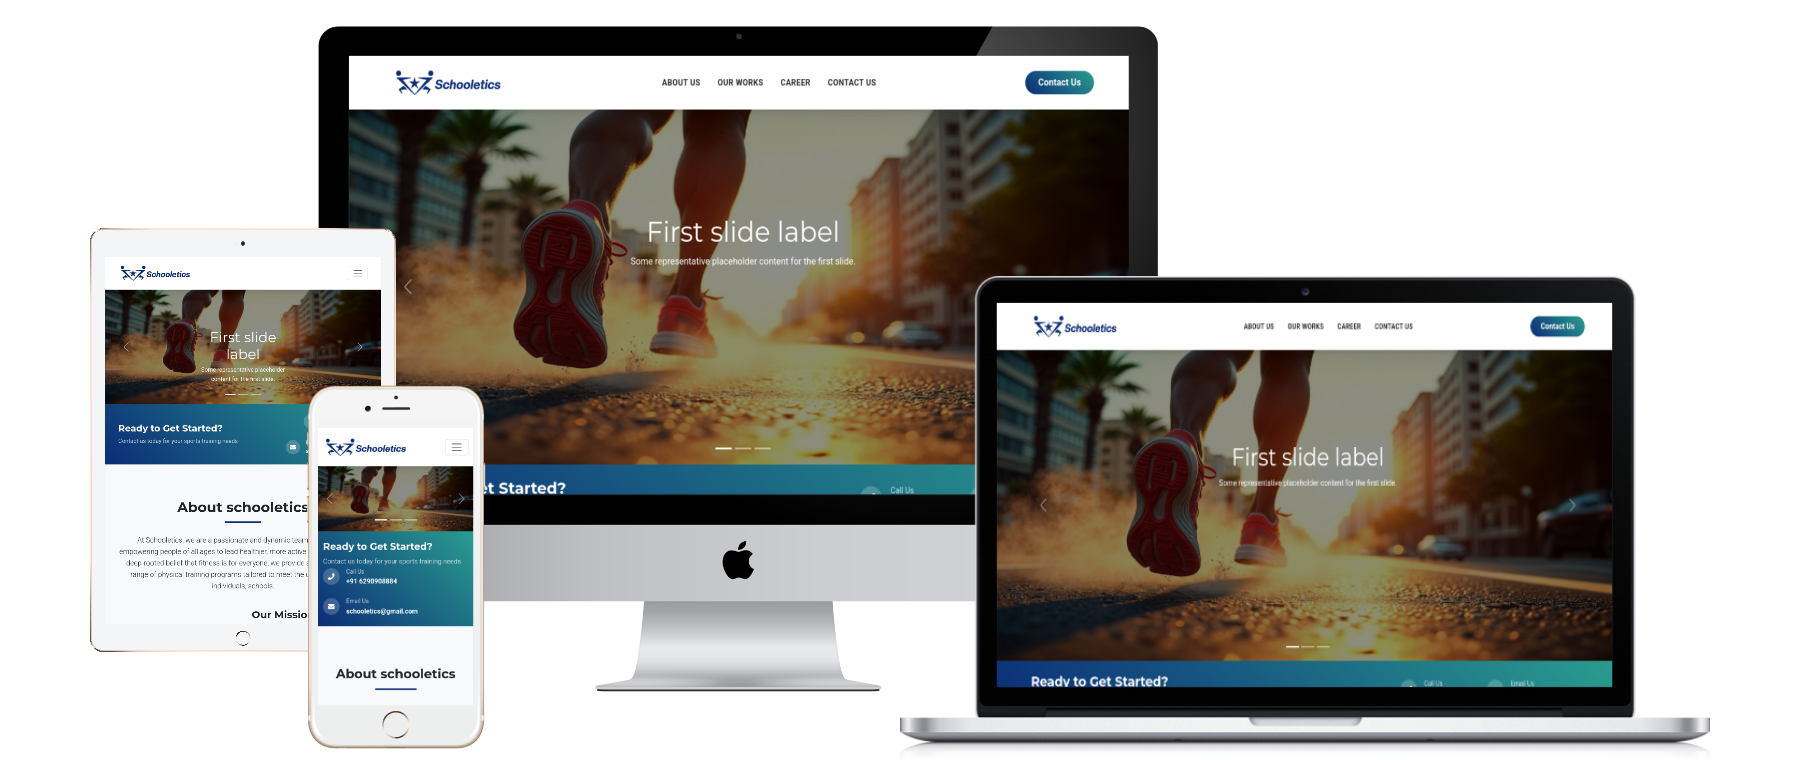 Schooletics
ABOUT US OUR WORKS CAREER CONTACT US
Contact Us
First slide label
Some representative placeholder content for the first slide.
et Started?
Call Us
Schooletics
First slide
label
Some representative placeholder
content for the first slide.
Ready to Get Started?
Contact us today for your sports training needs
About schooletics
At Schooletics, we are a passionate and dynamic team
empowering people of all ages to lead healthier, more active
deep-rooted belief that fitness is for everyone, we provide
range of physical training programs tailored to meet the
individuals, schools.
Our Missio
Schooletics
Ready to Get Started?
Contact us today for your sports training needs
Call Us
+91 6290908884
Email Us
schooletics@gmail.com
About schooletics
Schooletics
ABOUT US OUR WORKS CAREER CONTACT US
Contact Us
First slide label
Some representative placeholder content for the first slide.
Ready to Get Started?
Call Us
Email Us